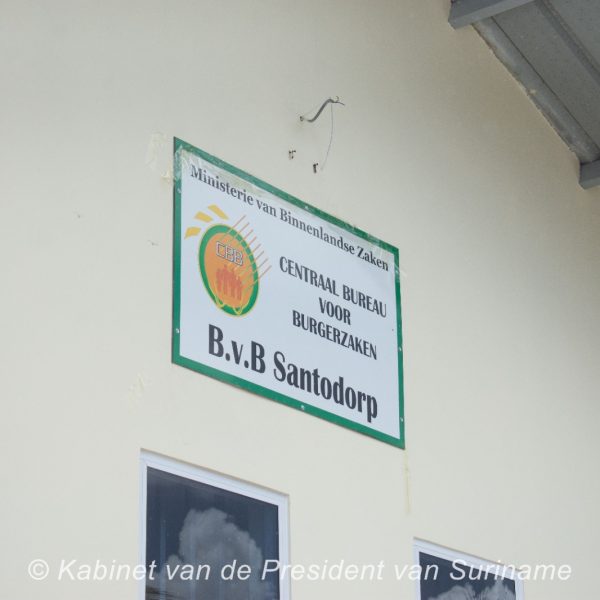 Ministerie van Binnenlandse Zaken
CBB
CENTRAAL BUREAU
VOOR
BURGERZAKEN
B.v.B Santodorp
© Kabinet van de President van Suriname